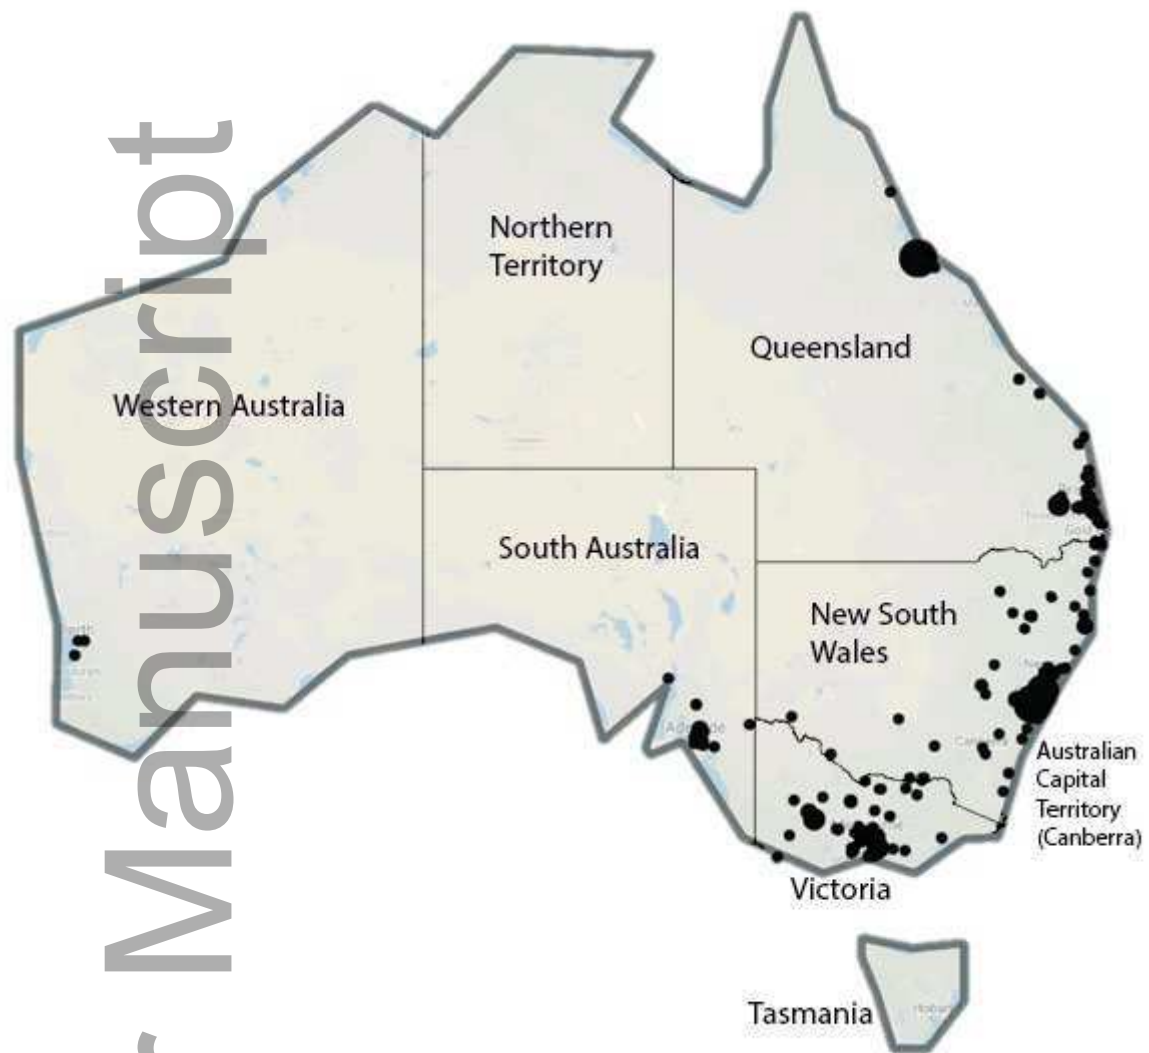 Northern
Territory
Queensland
Western Australia
South Australia
New South
Wales
Australian
Capital
Territory
(Canberra)
Victoria
Tasmania
Manuscript